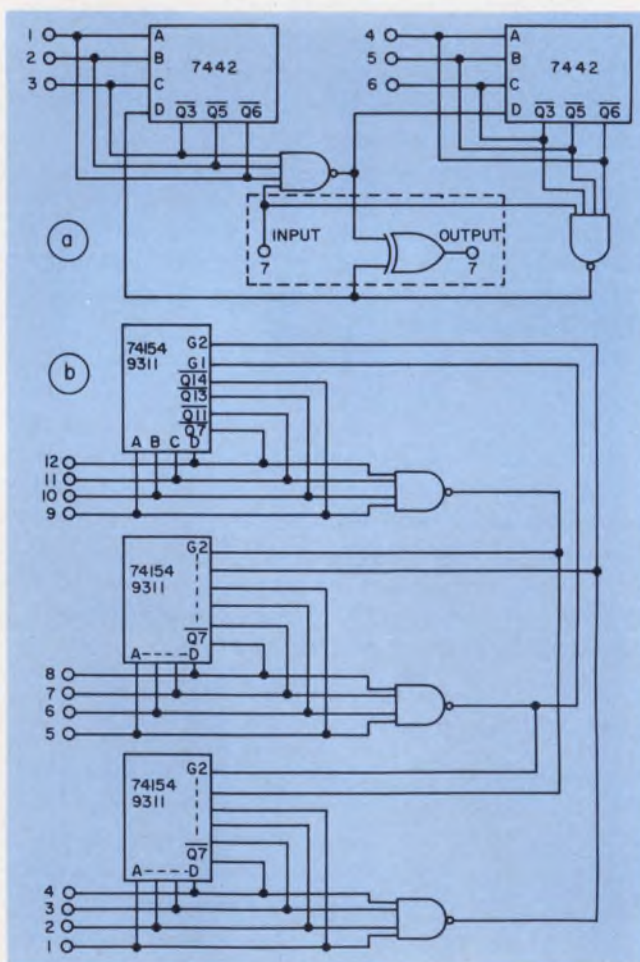 1 A 4 A
2 B 7442 5 B 7442
3 C 6 C
D D
Q3 Q5 Q6 Q3 Q5 Q6
a INPUT OUTPUT
7 7
b 74154 G2
9311 G1
Q14
Q13
Q11
Q7
A B C D
12
11
10
9
74154 G2
9311
Q7
A D
8
7
6
5
74154 G2
9311
Q7
A D
4
3
2
1